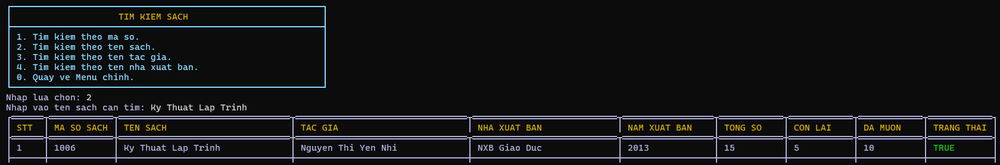 TIM KIEM SACH
1. Tim kiem theo ma so.
2. Tim kiem theo ten sach.
3. Tim kiem theo ten tac gia.
4. Tim kiem theo ten nha xuat ban.
0. Quay ve Menu chinh.
Nhap lua chon: 2
Nhap vao ten sach can tim: Ky Thuat Lap Trinh
STT MA SO SACH TEN SACH TAC GIA NHA XUAT BAN NAM XUAT BAN TONG SO CON LAI DA MUON TRANG THAI
1 1006 Ky Thuat Lap Trinh Nguyen Thi Yen Nhi NXB Giao Duc 2013 15 5 10 TRUE